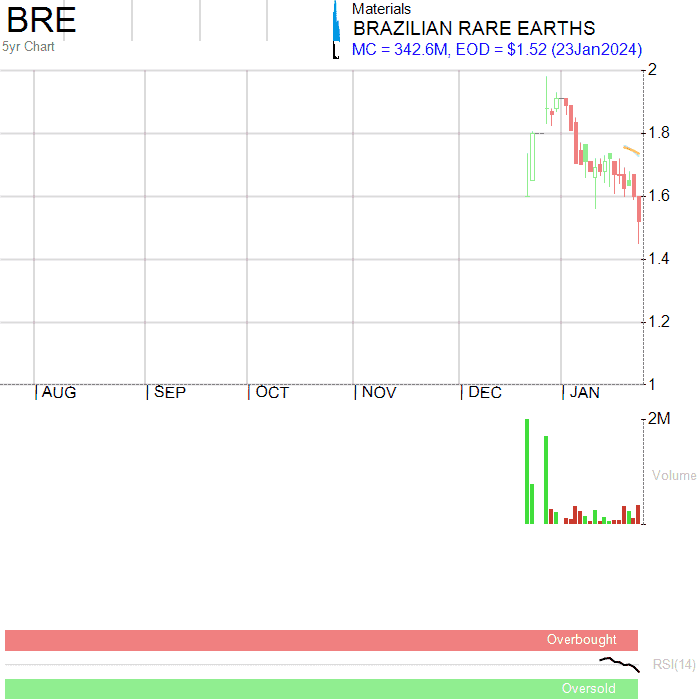 BRE
Materials
BRAZILIAN RARE EARTHS
5yr Chart
MC = 342.6M, EOD = $1.52 (23Jan2024)
2
1.8
1.6
1.4
1.2
1
AUG SEP OCT NOV DEC JAN
2M
Volume
Overbought
RSI(14)
Oversold